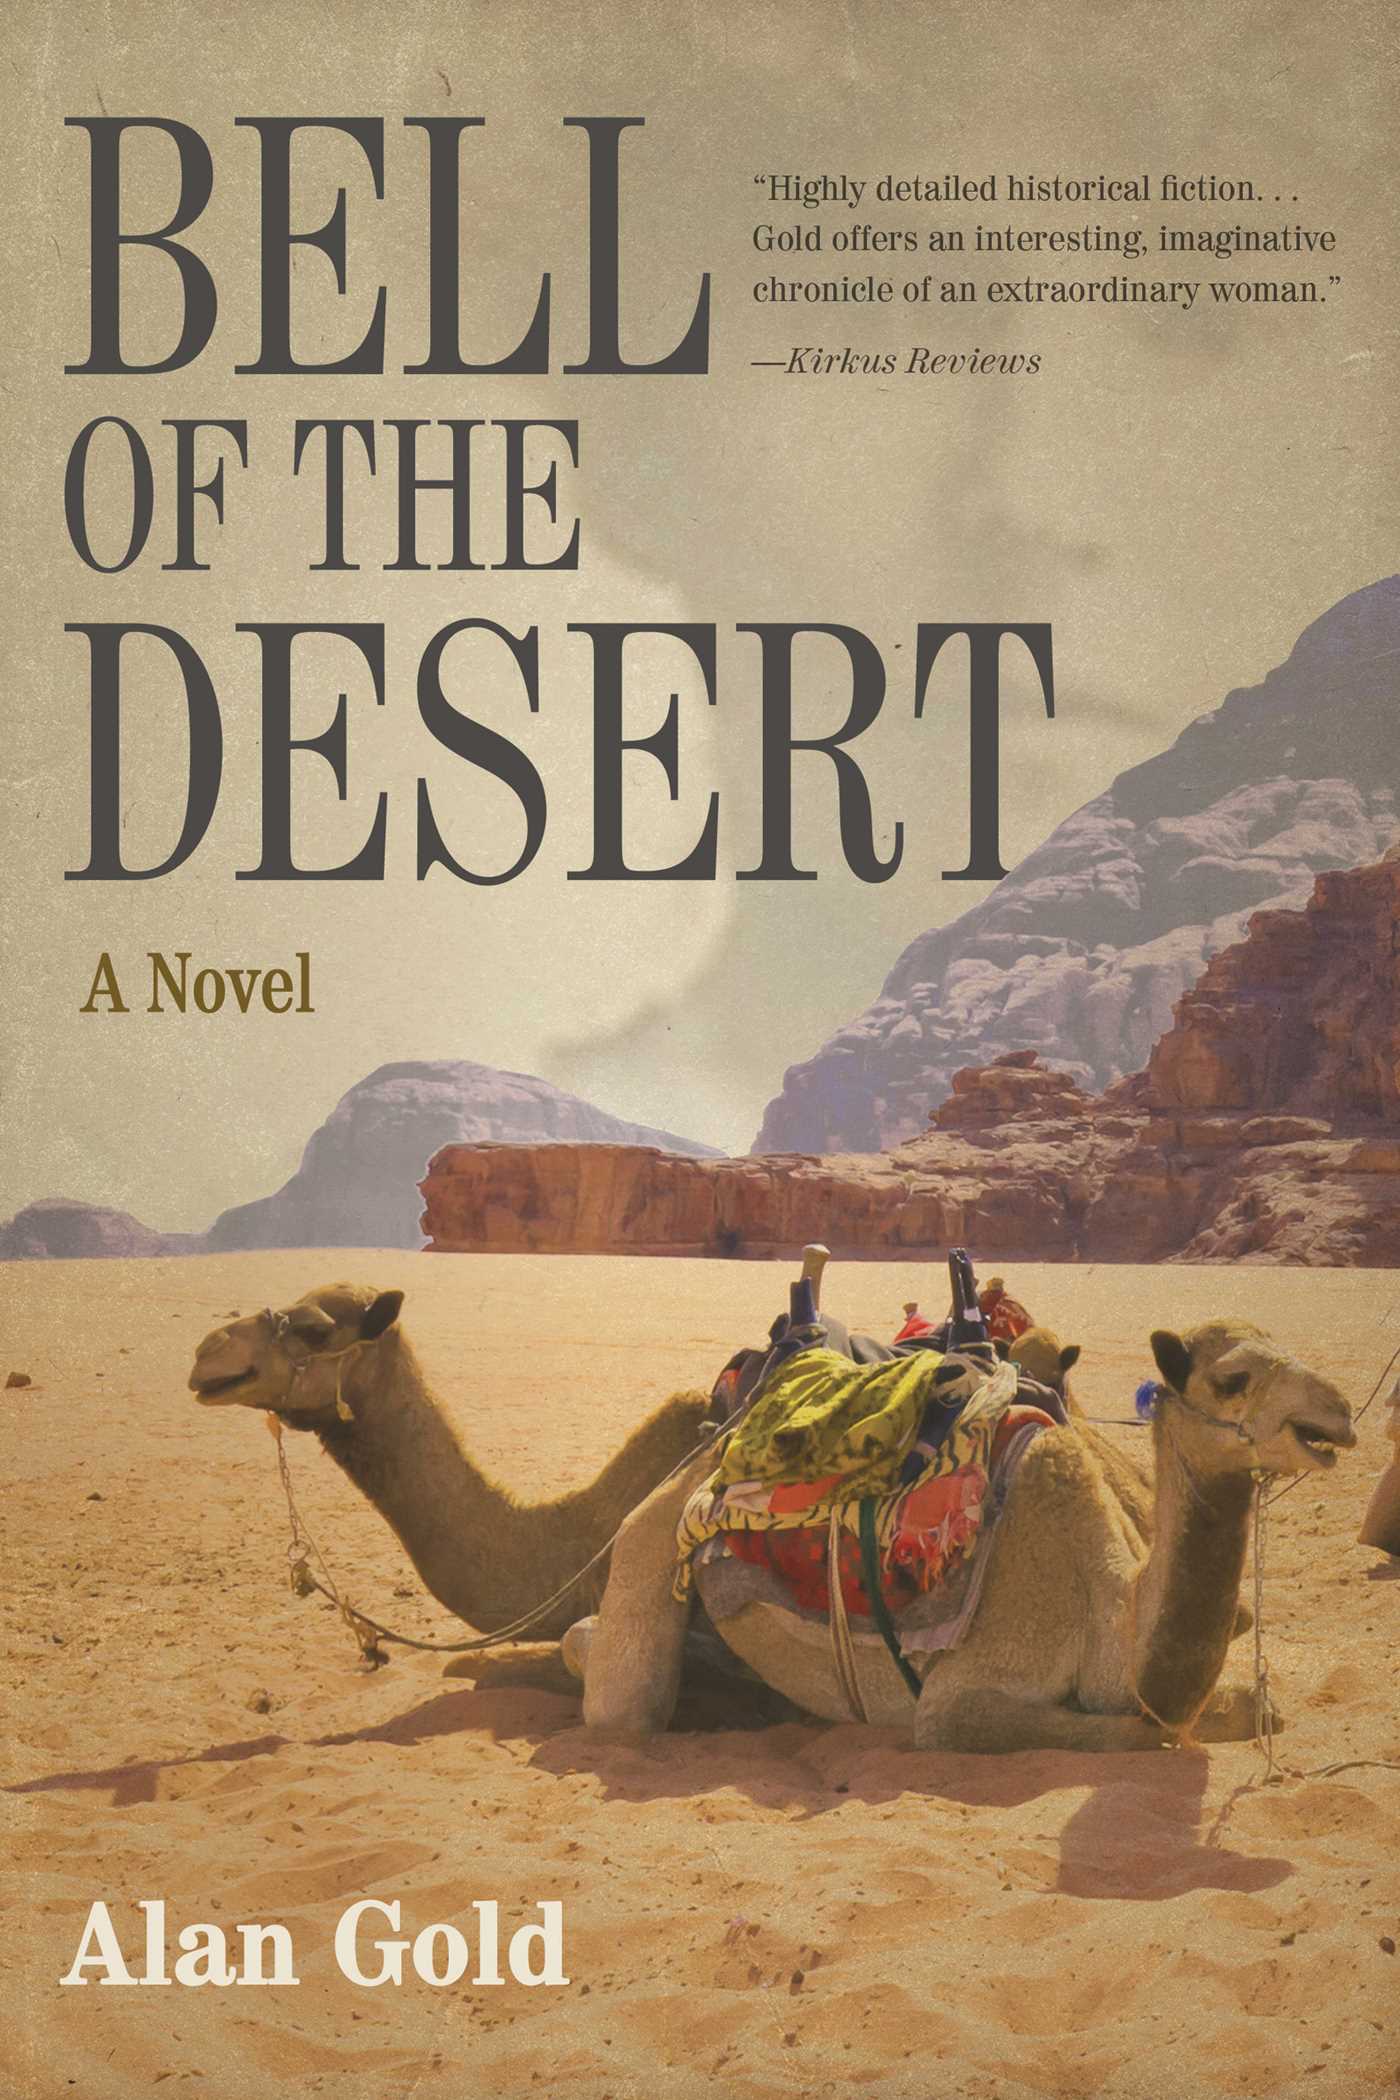 BELL
OF THE
DESERT
“Highly detailed historical fiction. . .
Gold offers an interesting, imaginative
chronicle of an extraordinary woman.”
—Kirkus Reviews
A Novel
Alan Gold